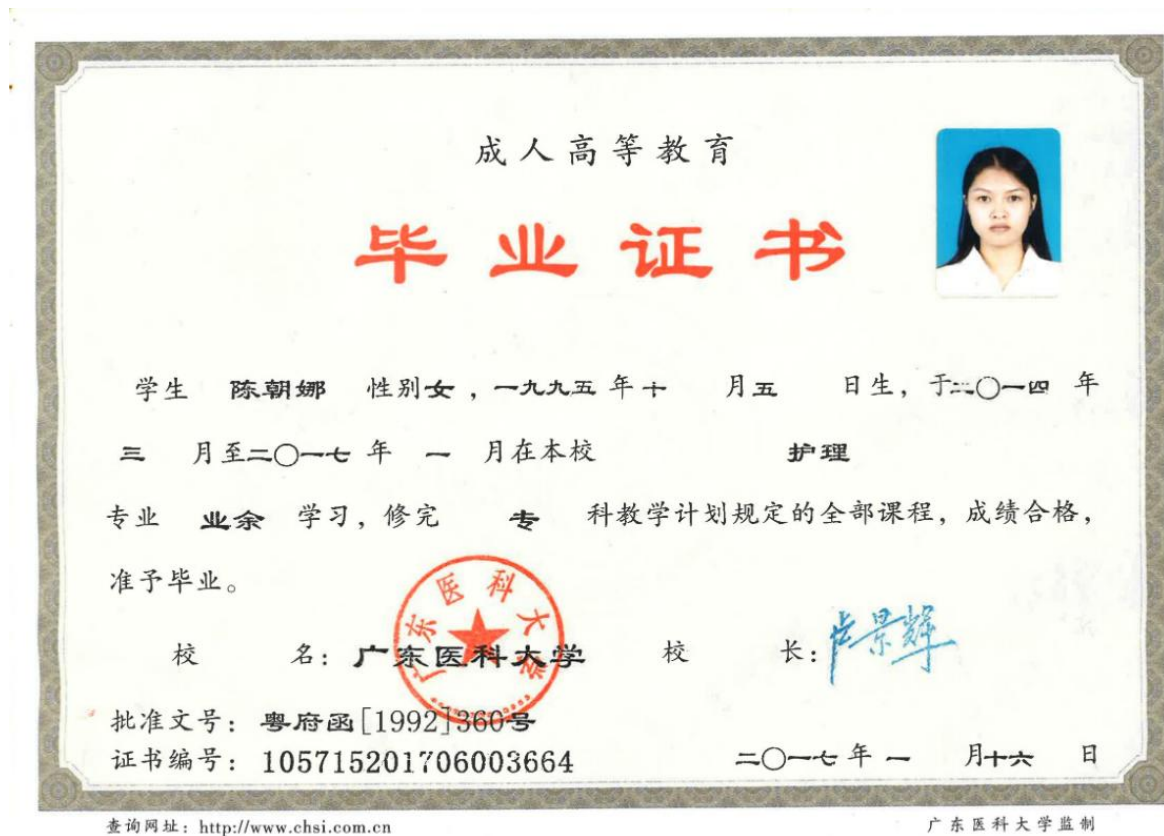 成人高等教育
毕业证书
学生 陈朝娜 性别女，一九九五年十 月五 日生，于二〇一四 年
三 月至二〇一七 年 一 月在本校 护理
专业 业余 学习，修完 专 科教学计划规定的全部课程，成绩合格，
准予毕业。
广东医科大学
校 名：广东医科大学 校 长：卢景辉
批准文号：粤府函[1992]360号
证书编号：105715201706003664 二〇一七年 一 月十六 日
查询网址：http://www.chsi.com.cn 广东医科大学监制